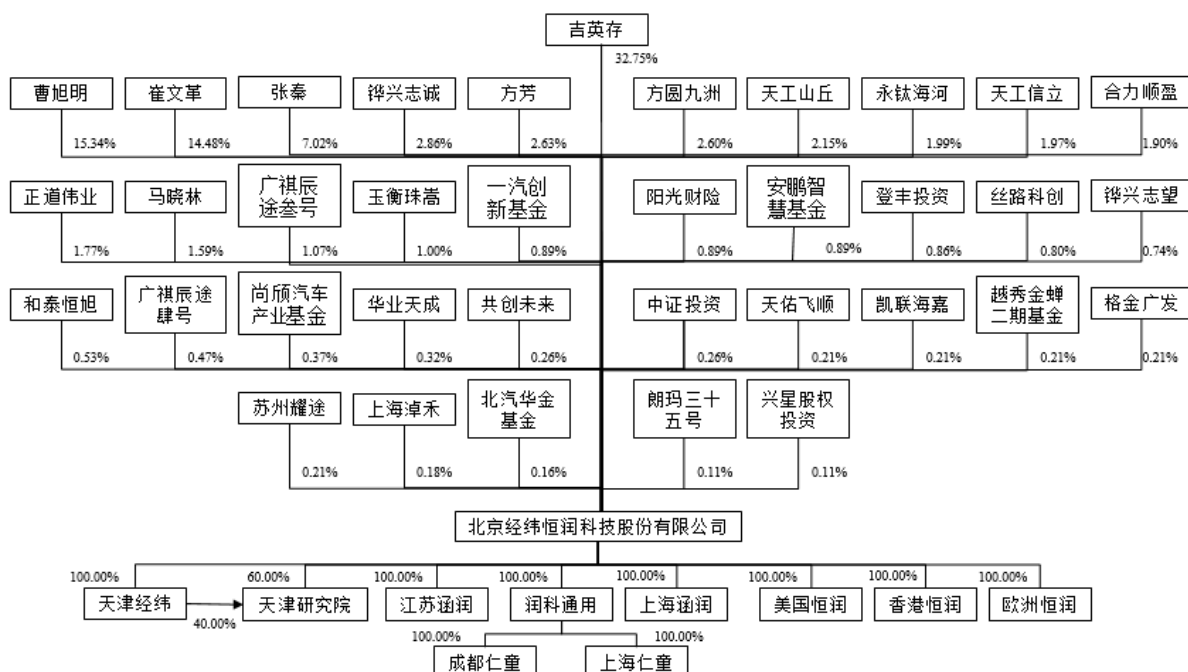 吉英存
32.75%
曹旭明 崔文革 张秦 铧兴志诚 方芳 方圆九洲 天工山丘 永钛海河 天工信立 合力顺盈
15.34% 14.48% 7.02% 2.86% 2.63% 2.60% 2.15% 1.99% 1.97% 1.90%
正道伟业 马晓林 广祺辰 玉衡珠嵩 一汽创 阳光财险 安鹏智 登丰投资 丝路科创 铧兴志望
途叁号 新基金 慧基金
1.77% 1.59% 1.07% 1.00% 0.89% 0.89% 0.89% 0.86% 0.80% 0.74%
和泰恒旭 广祺辰途 尚颀汽车 华业天成 共创未来 中证投资 天佑飞顺 凯联海嘉 越秀金蝉 格金广发
肆号 产业基金 二期基金
0.53% 0.47% 0.37% 0.32% 0.26% 0.26% 0.21% 0.21% 0.21% 0.21%
苏州耀途 上海淖禾 北汽华金 朗玛三十 兴星股权
基金 五号 投资
0.21% 0.18% 0.16% 0.11% 0.11%
北京经纬恒润科技股份有限公司
100.00% 60.00% 100.00% 100.00% 100.00% 100.00% 100.00% 100.00%
天津经纬 天津研究院 江苏涵润 润科通用 上海涵润 美国恒润 香港恒润 欧洲恒润
40.00%
100.00% 100.00%
成都仁童 上海仁童